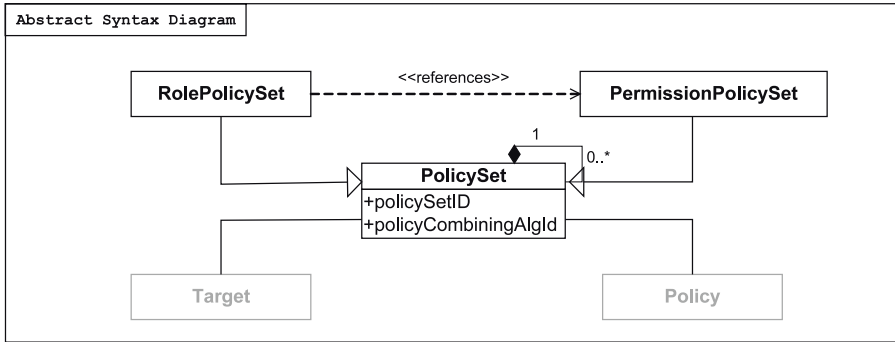 Abstract Syntax Diagram
<<references>>
RolePolicySet
PermissionPolicySet
1
0..*
PolicySet
+policySetID
+policyCombiningAlgId
Target
Policy